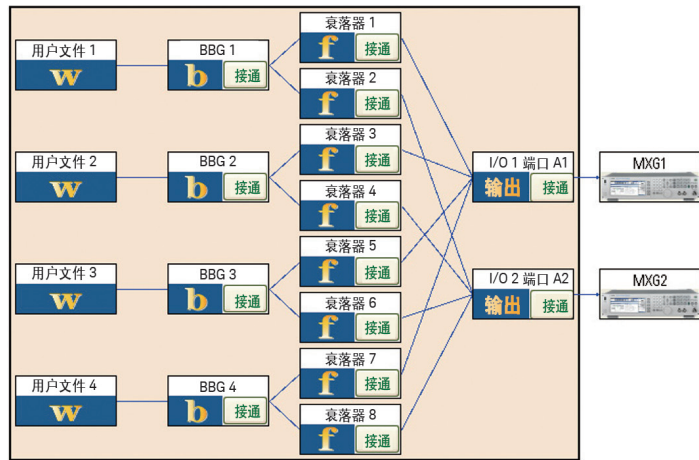 用户文件 1
w
BBG 1
b 接通
衰落器 1
f 接通
衰落器 2
f 接通
用户文件 2
w
BBG 2
b 接通
衰落器 3
f 接通
衰落器 4
f 接通
用户文件 3
w
BBG 3
b 接通
衰落器 5
f 接通
衰落器 6
f 接通
用户文件 4
w
BBG 4
b 接通
衰落器 7
f 接通
衰落器 8
f 接通
I/O 1 端口 A1
输出 接通
I/O 2 端口 A2
输出 接通
MXG1
MXG2